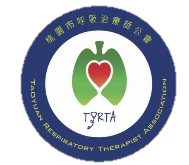 桃園市呼吸治療師公會
TYRTA
TAOYUAN RESPIRATORY THERAPIST ASSOCIATION